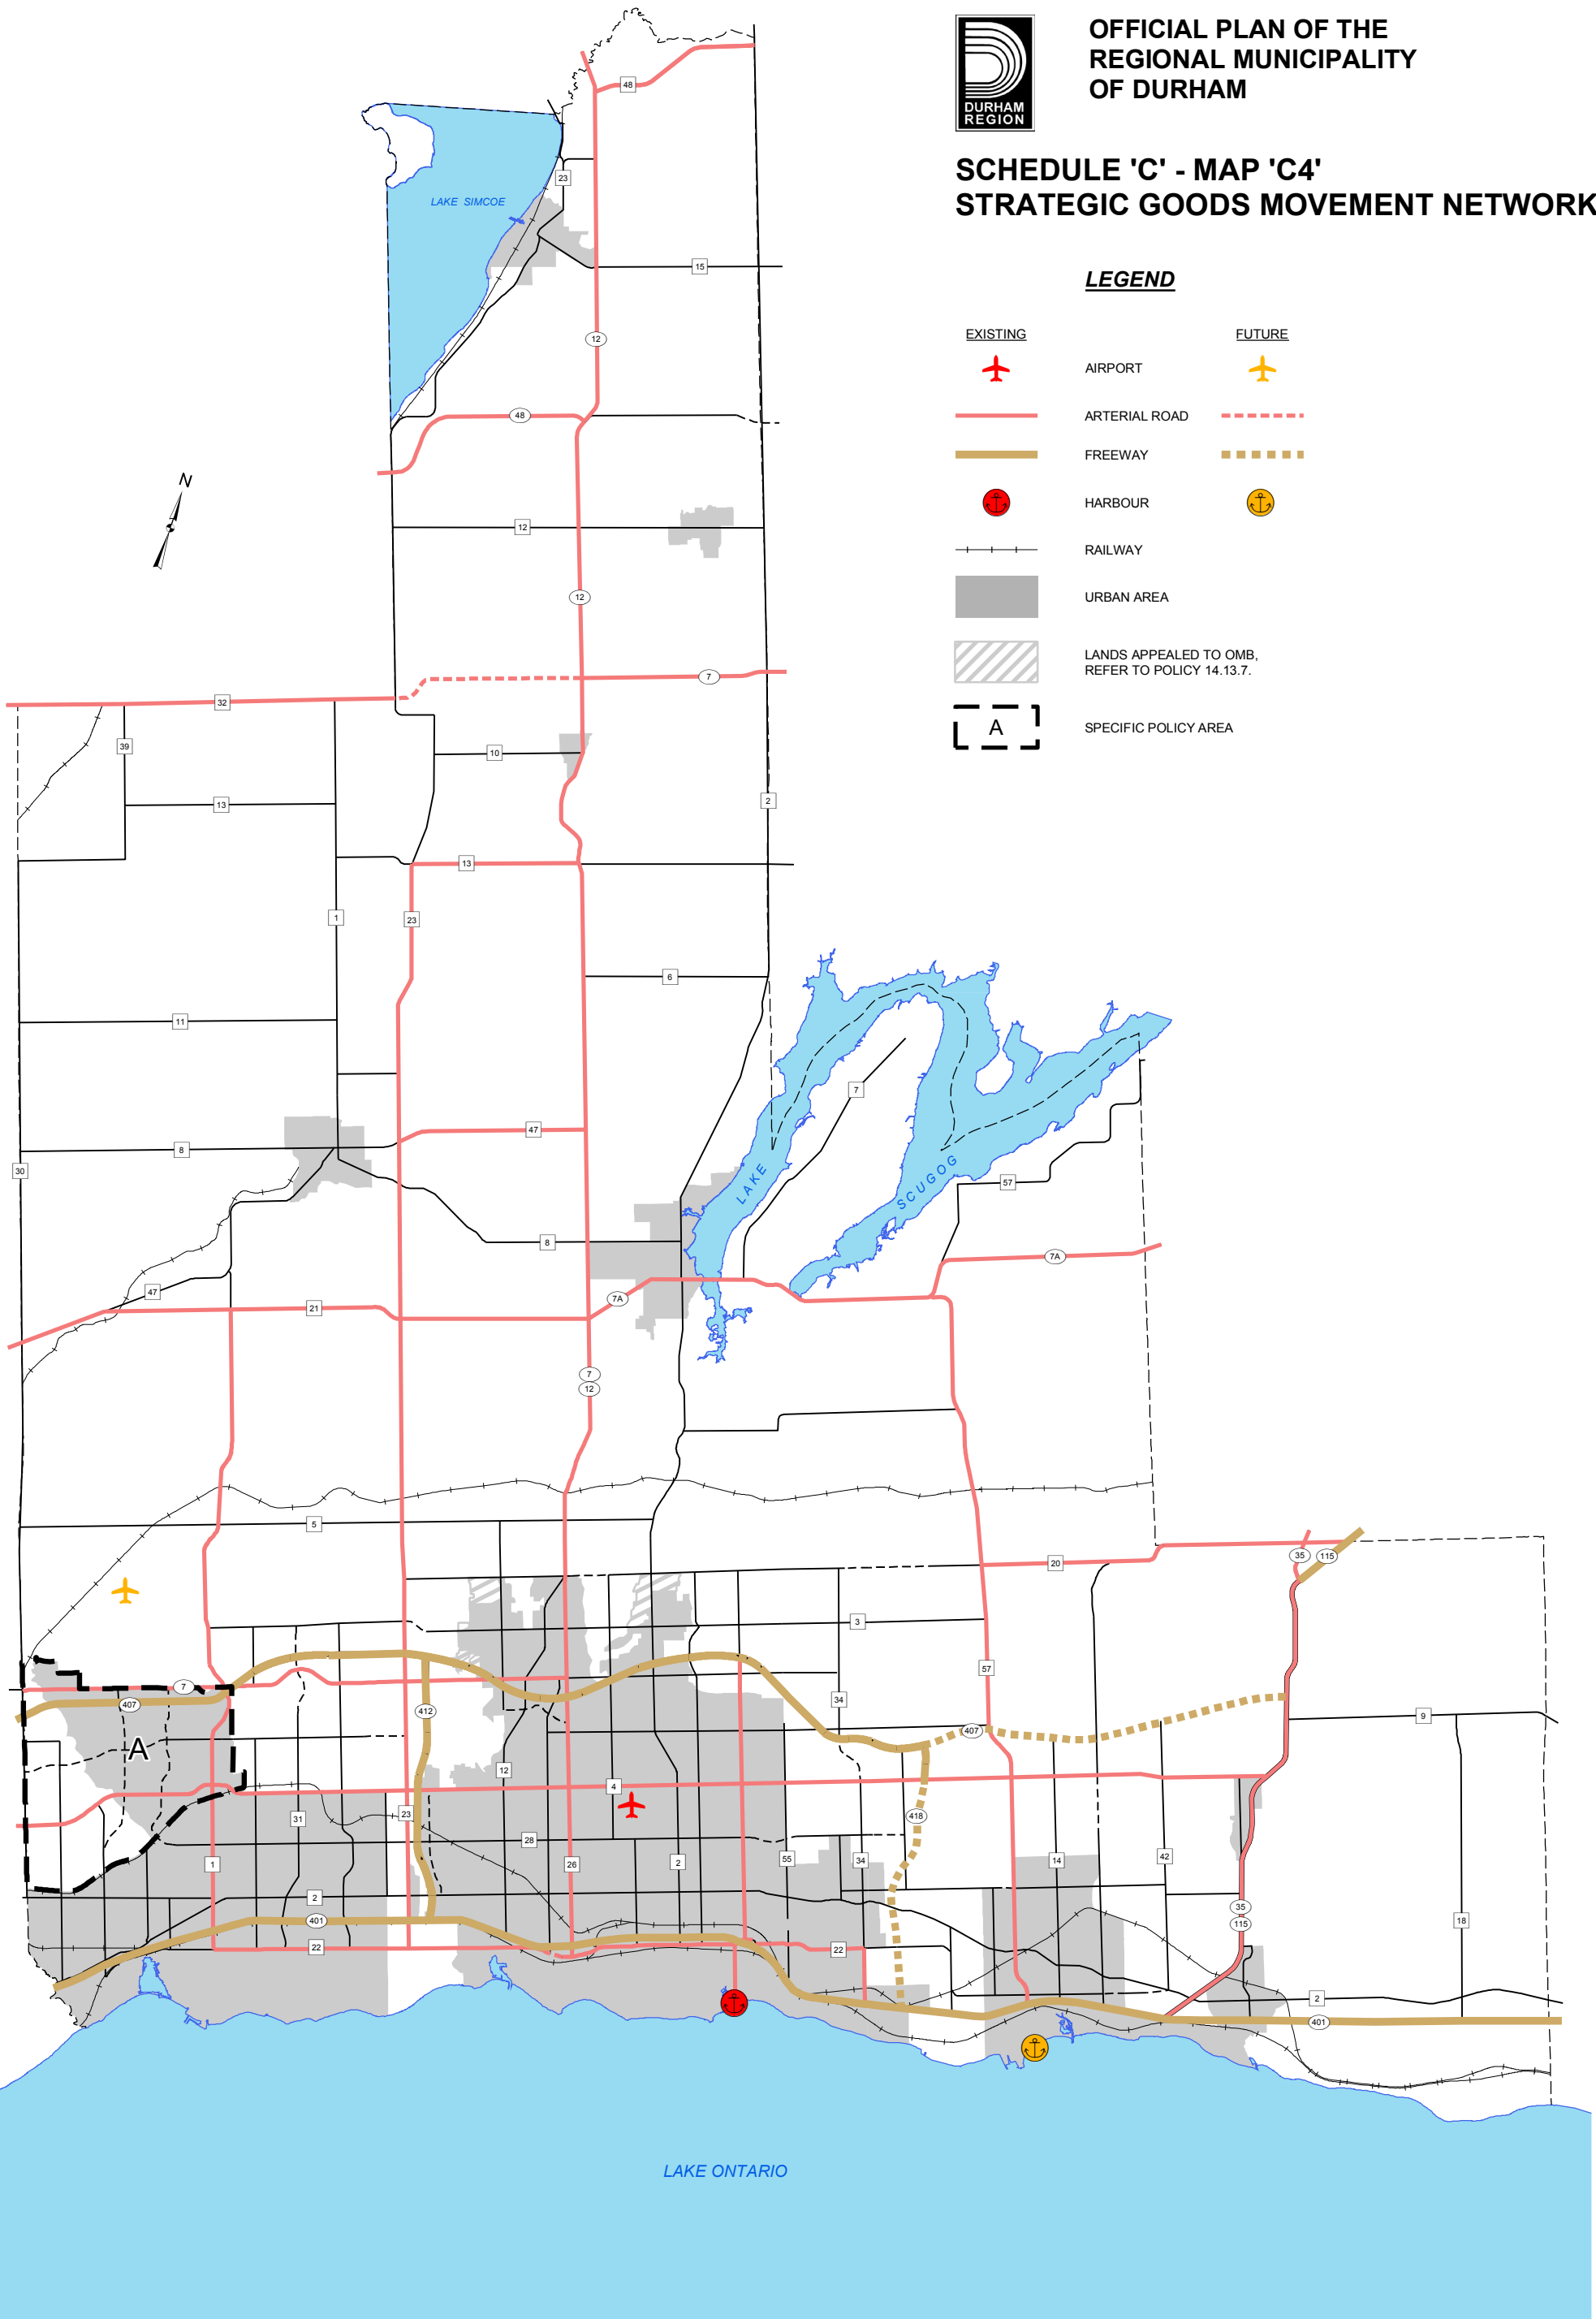 OFFICIAL PLAN OF THE
REGIONAL MUNICIPALITY
OF DURHAM
DURHAM
REGION
SCHEDULE 'C' - MAP 'C4'
STRATEGIC GOODS MOVEMENT NETWORK
LEGEND
EXISTING
FUTURE
AIRPORT
ARTERIAL ROAD
FREEWAY
HARBOUR
RAILWAY
URBAN AREA
LANDS APPEALED TO OMB,
REFER TO POLICY 14.13.7.
A
SPECIFIC POLICY AREA
48
23
LAKE SIMCOE
15
12
48
N
12
12
7
32
39
10
13
2
13
1
23
6
11
7
47
8
30
LAKE
SCUGOG
57
8
7A
47
7A
21
7
12
5
35
115
20
3
57
7
34
407
412
9
407
A
12
4
23
418
31
28
1
26
2
55
34
14
42
2
35
115
401
18
22
22
2
401
LAKE ONTARIO